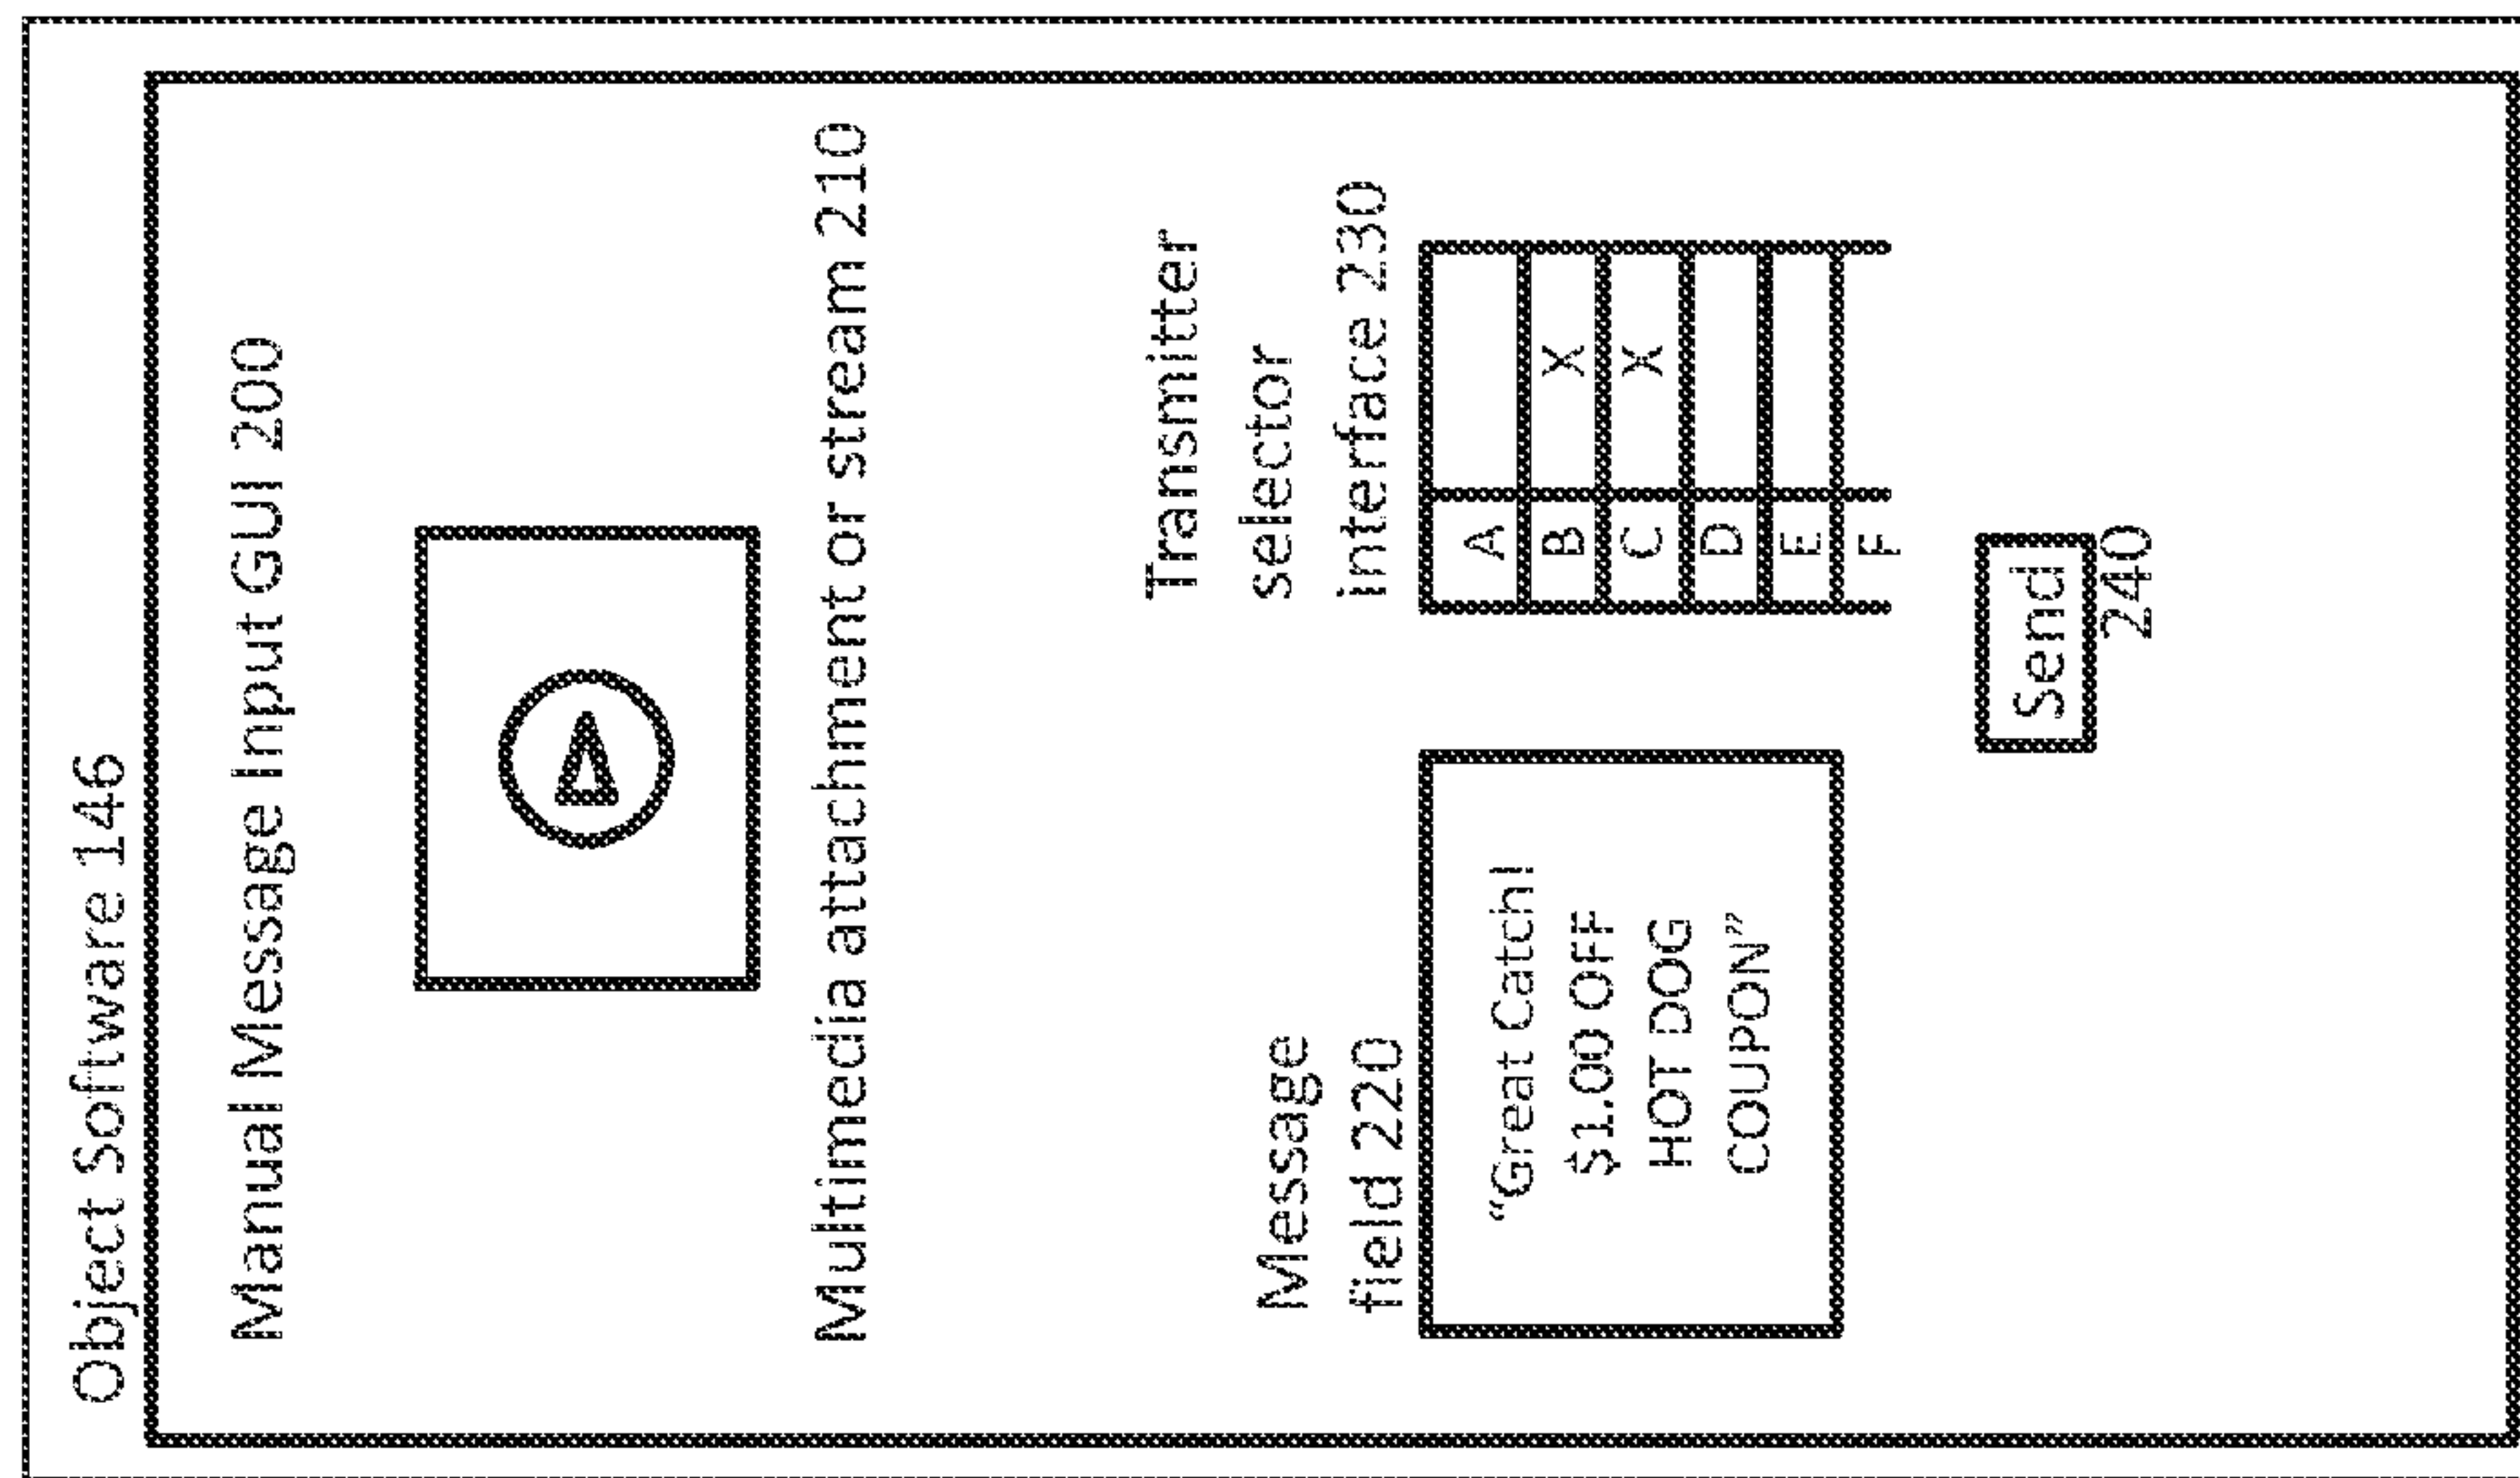 Object Software 146
Manual Message Input GUI 200
Multimedia attachment or stream 210
Message
field 220
"Great Catch!
$1.00 OFF
HOT DOG
COUPON"
Transmitter
selector
interface 230
A
B X
C X
D
E
F
Send
240